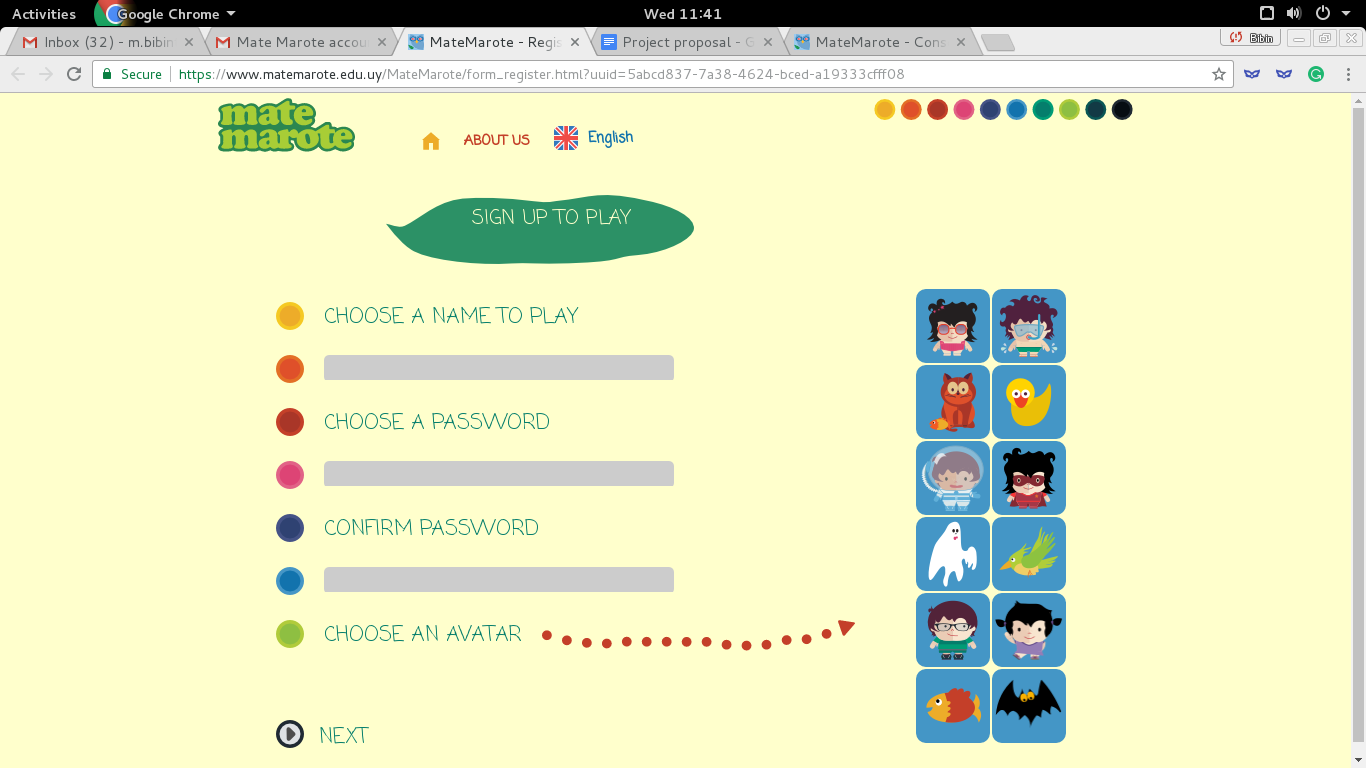 Activities Google Chrome Wed 11:41
Inbox (32) - m.bibin Mate Marote accou MateMarote - Regis Project proposal - G MateMarote - Cons Bibin
Secure https://www.matemarote.edu.uy/MateMarote/form_register.html?uuid=5abcd837-7a38-4624-bced-a19333cfff08
mate
marote
ABOUT US English
SIGN UP TO PLAY
CHOOSE A NAME TO PLAY
CHOOSE A PASSWORD
CONFIRM PASSWORD
CHOOSE AN AVATAR
NEXT